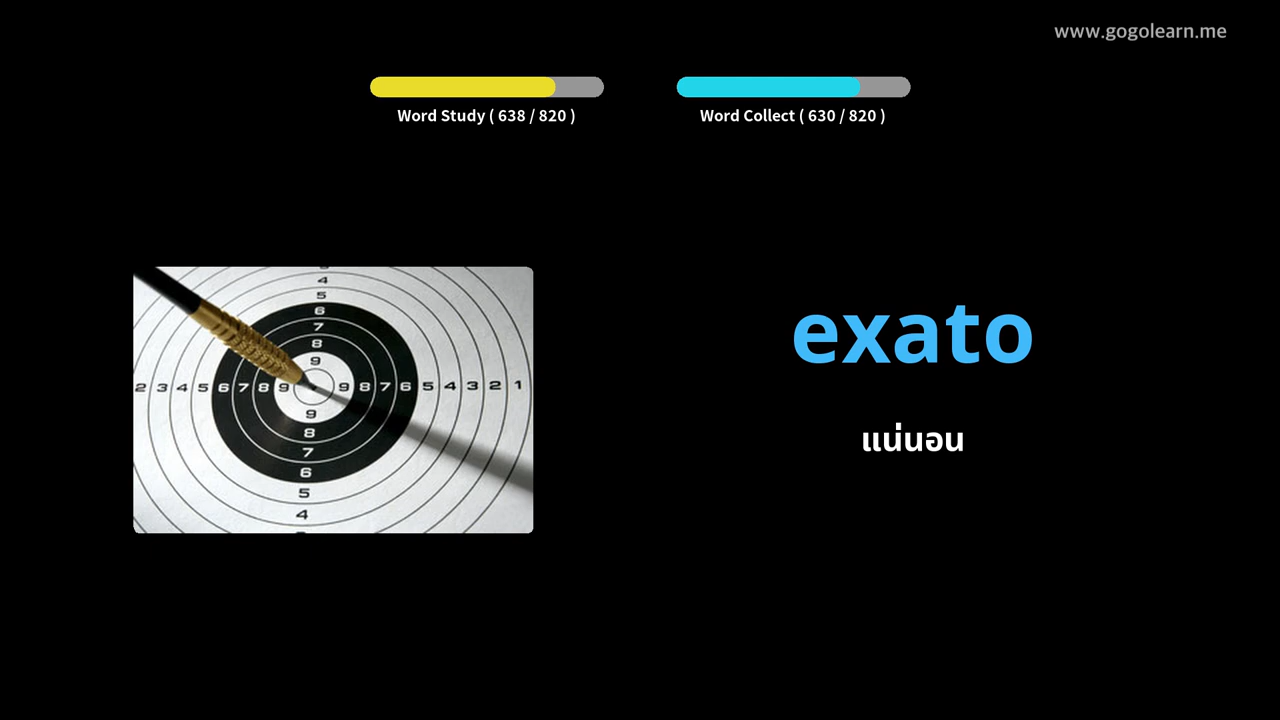 www.gogolearn.me
Word Study ( 638 / 820 )
Word Collect ( 630 / 820 )
4
5
6
7
8
9
2 3 4 5 6 7 8 9 9 8 7 6 5 4 3 2 1
9
8
7
6
5
4
exato
แน่นอน